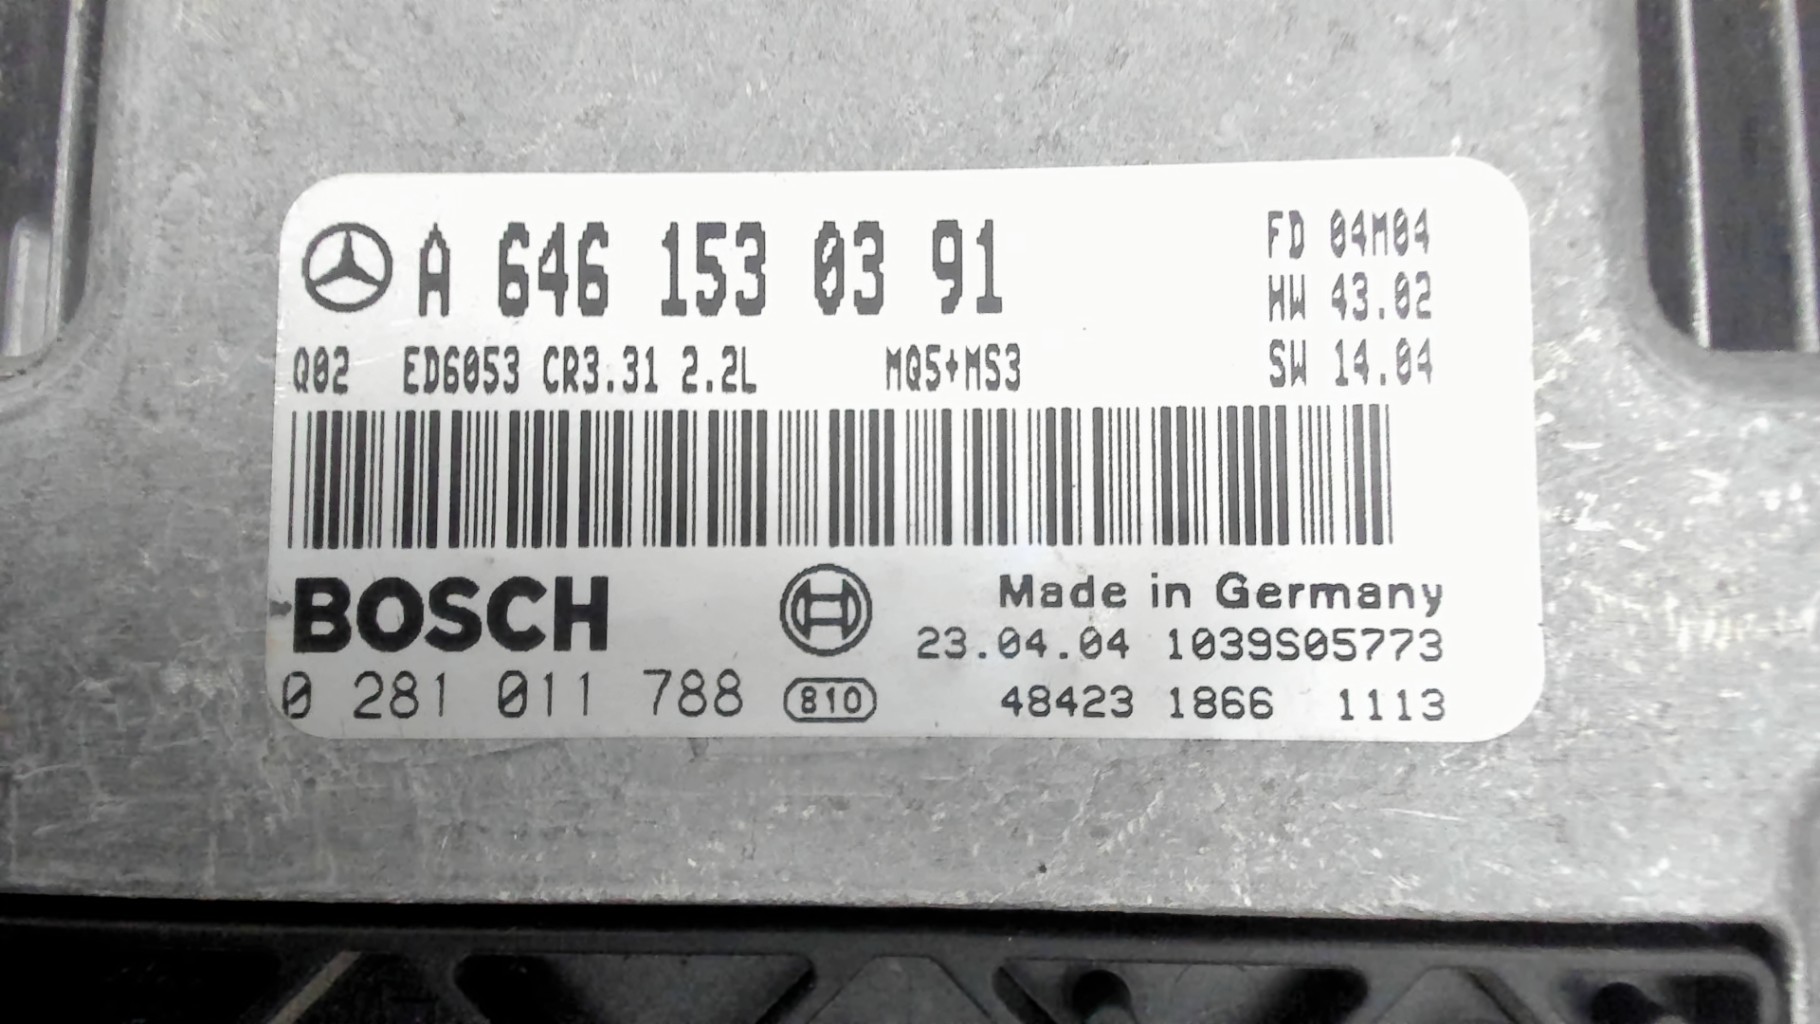 A 646 153 03 91
FD 04M04
HW 43.02
SW 14.04
Q02 ED6053 CR3.31 2.2L MQ5+MS3
BOSCH
Made in Germany
23.04.04 1039S05773
0 281 011 788 810 48423 1866 1113